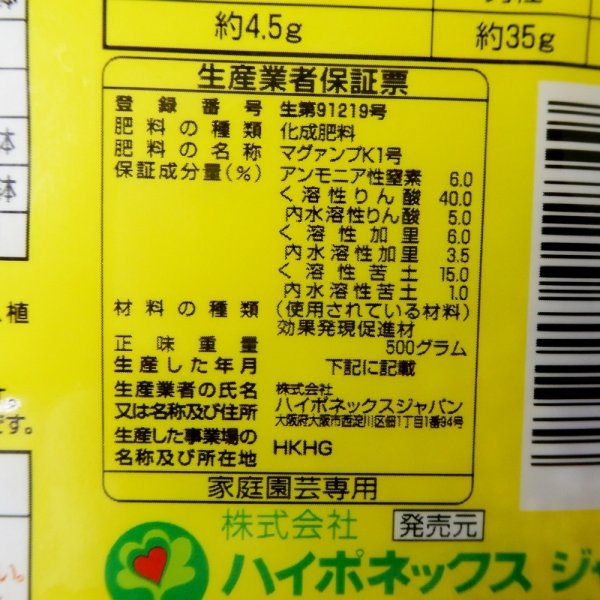 約4.5g
約35g
生産業者保証票
登録番号 生第91219号
肥料の種類 化成肥料
肥料の名称 マグァンプK1号
保証成分量(%) アンモニア性窒素 6.0
く溶性りん酸 40.0
内水溶性りん酸 5.0
く溶性加里 6.0
内水溶性加里 3.5
く溶性苦土 15.0
内水溶性苦土 1.0
材料の種類 (使用されている材料)
効果発現促進材
正味重量 500グラム
生産した年月 下記に記載
生産業者の氏名 株式会社
又は名称及び住所 ハイポネックスジャパン
大阪府大阪市西淀川区佃1丁目1番94号
生産した事業場の
名称及び所在地 HKHG
家庭園芸専用
株式会社 発売元
ハイポネックス ジャ
体
体
植
です。
い。